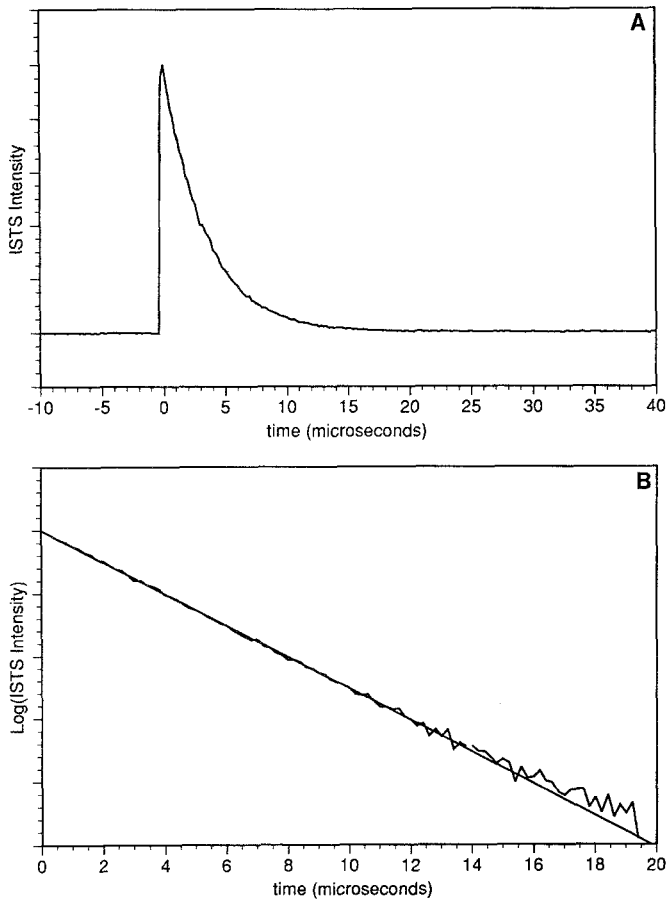 A
ISTS Intensity
-10 -5 0 5 10 15 20 25 30 35 40
time (microseconds)
B
Log(ISTS Intensity)
0 2 4 6 8 10 12 14 16 18 20
time (microseconds)